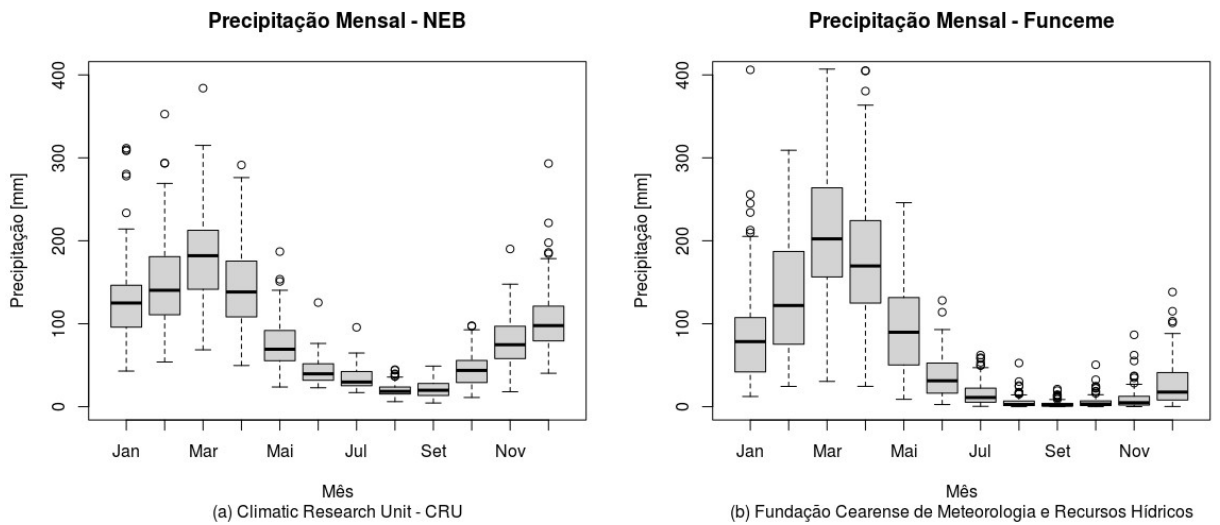 Precipitação Mensal - NEB
Precipitação [mm]
400
300
200
100
0
Jan Mar Mai Jul Set Nov
Mês
(a) Climatic Research Unit - CRU
Precipitação Mensal - Funceme
Precipitação [mm]
400
300
200
100
0
Jan Mar Mai Jul Set Nov
Mês
(b) Fundação Cearense de Meteorologia e Recursos Hídricos